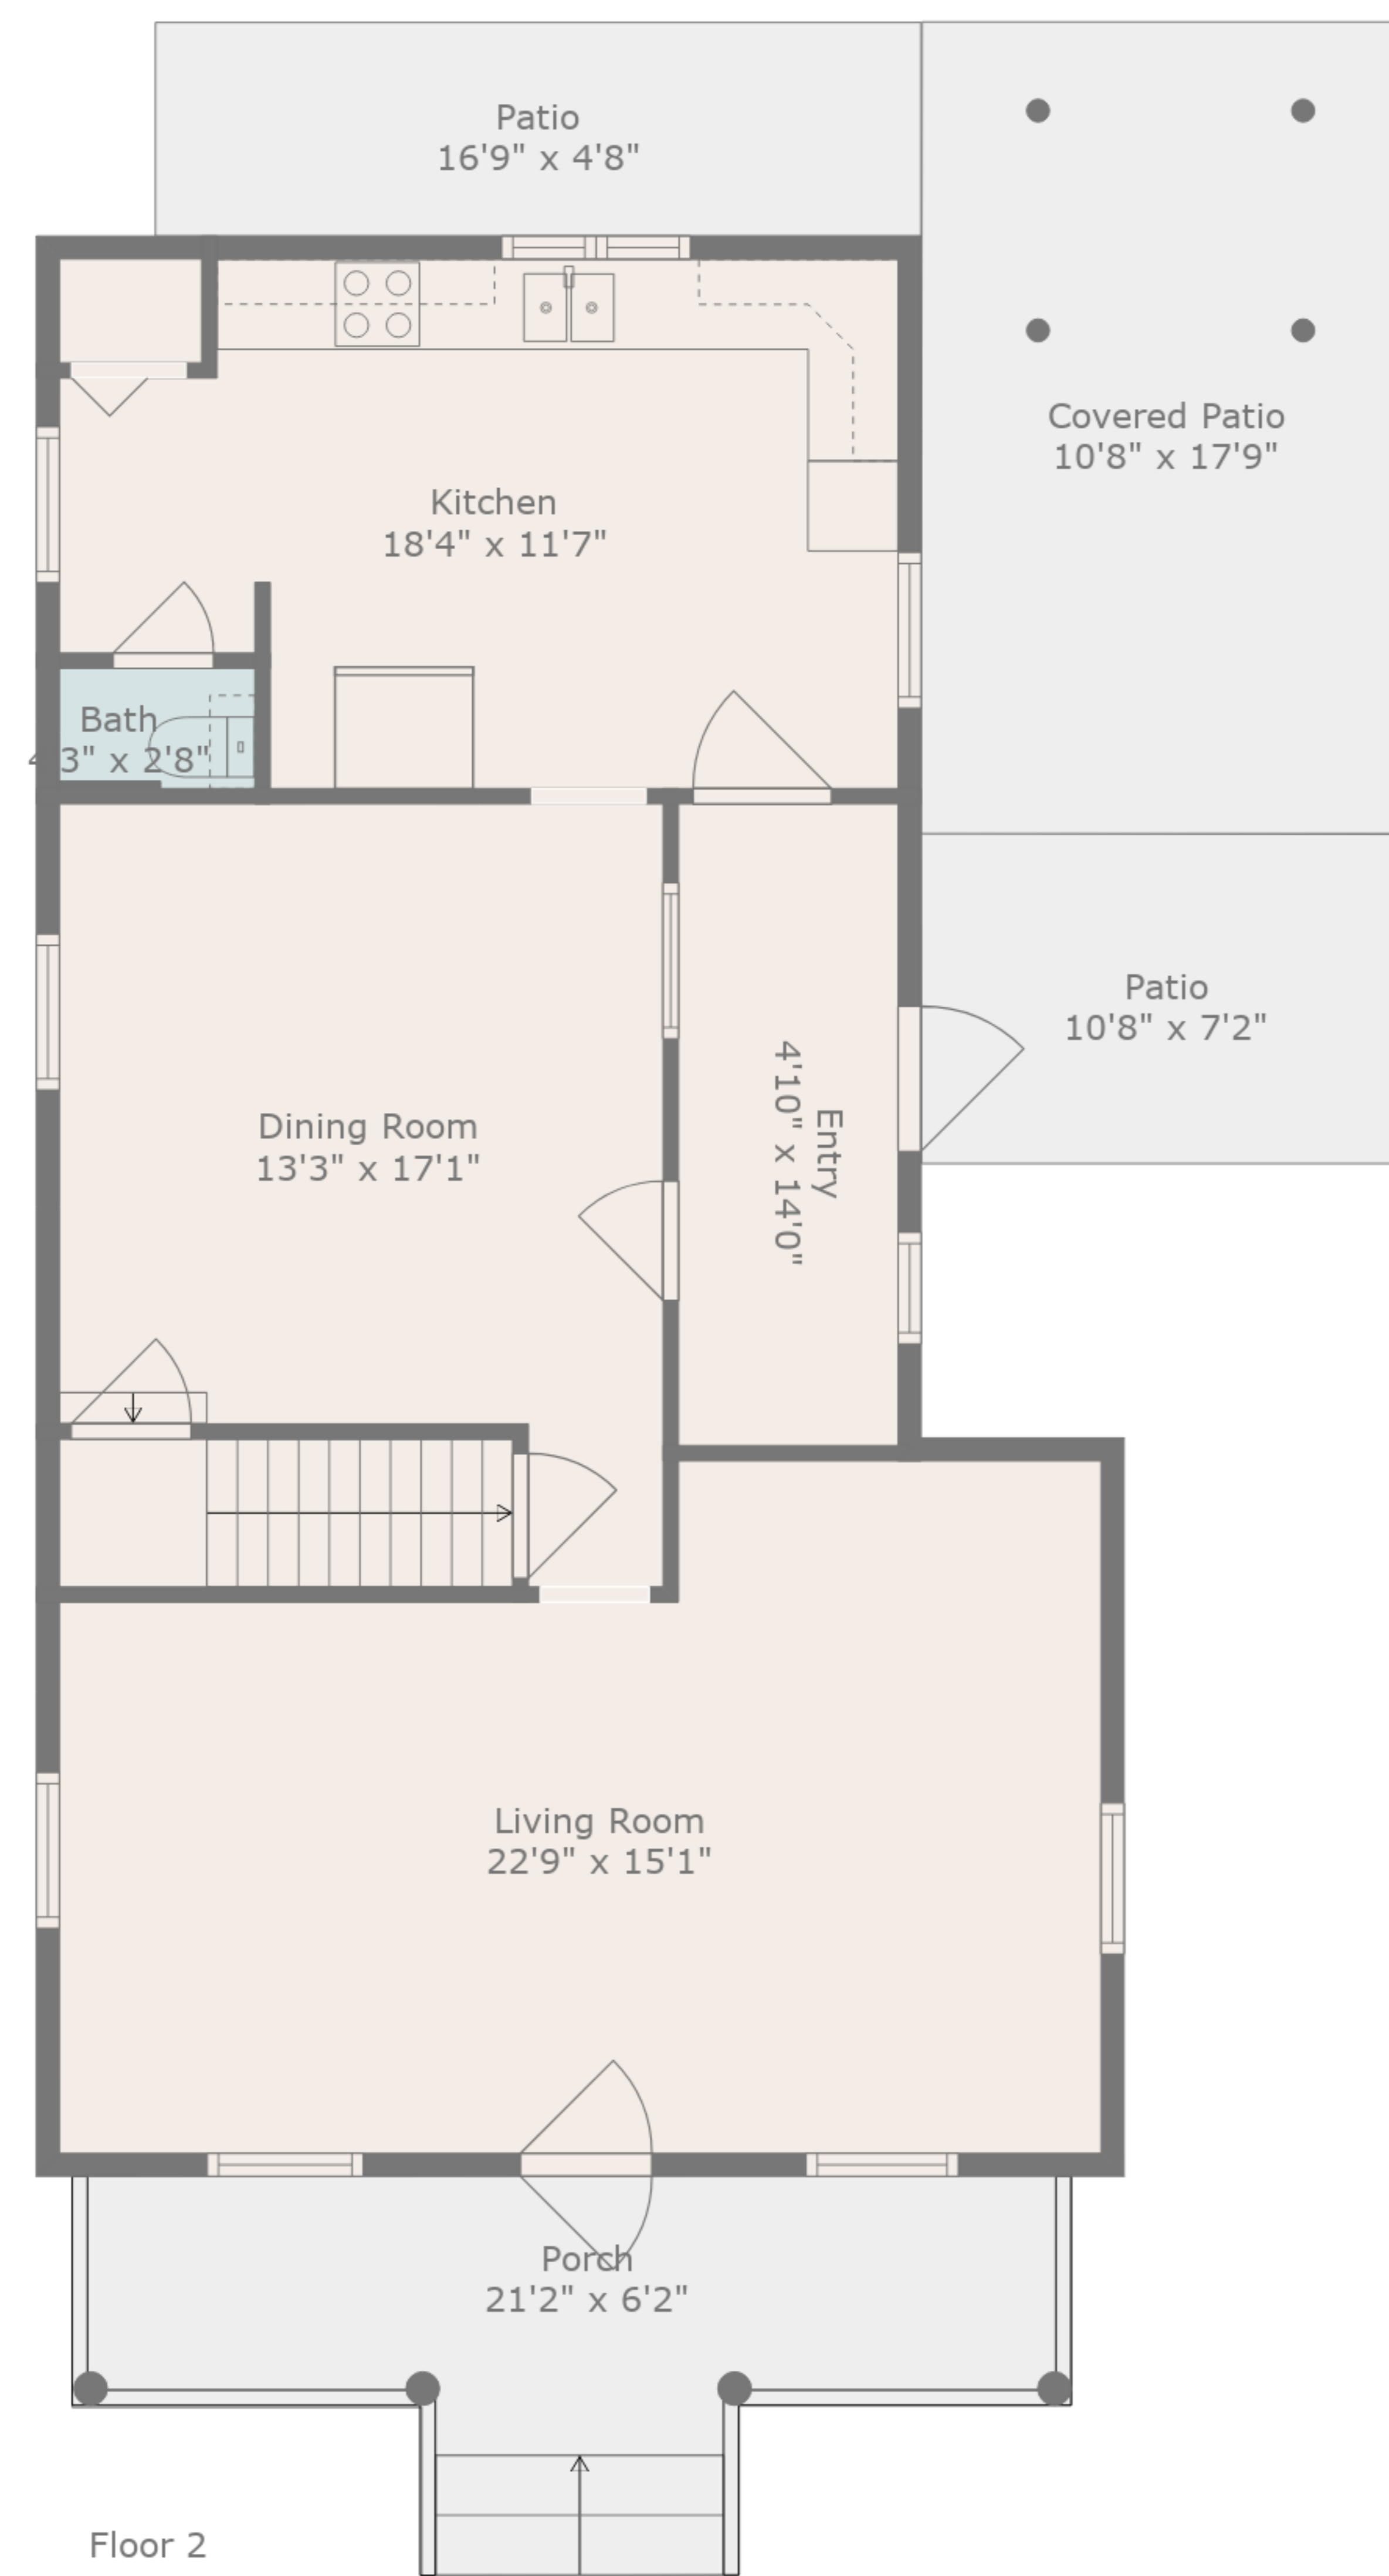 Patio
16'9" x 4'8"
Covered Patio
10'8" x 17'9"
Kitchen
18'4" x 11'7"
Bath
4'3" x 2'8"
Patio
10'8" x 7'2"
Entry
4'10" x 14'0"
Dining Room
13'3" x 17'1"
Living Room
22'9" x 15'1"
Porch
21'2" x 6'2"
Floor 2